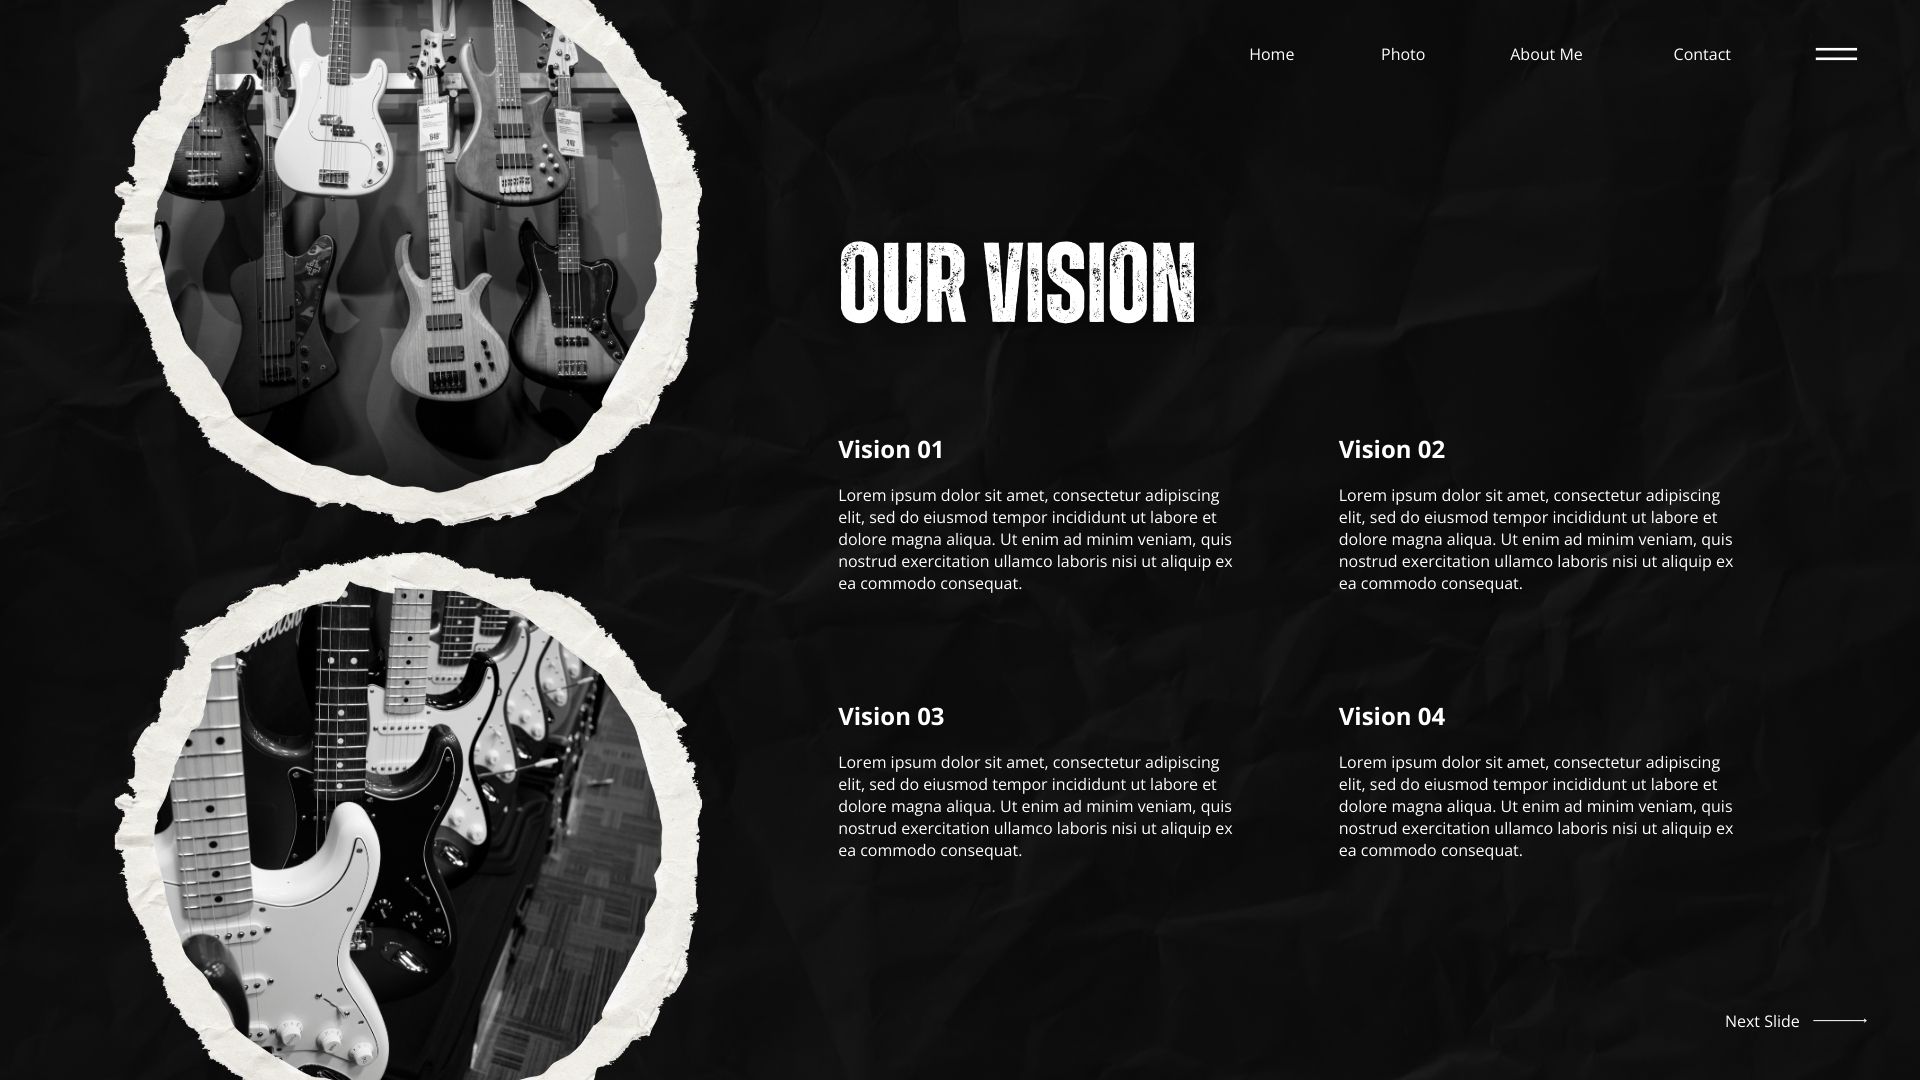 Home Photo About Me Contact
OUR VISION
Vision 01
Lorem ipsum dolor sit amet, consectetur adipiscing
elit, sed do eiusmod tempor incididunt ut labore et
dolore magna aliqua. Ut enim ad minim veniam, quis
nostrud exercitation ullamco laboris nisi ut aliquip ex
ea commodo consequat.
Vision 02
Lorem ipsum dolor sit amet, consectetur adipiscing
elit, sed do eiusmod tempor incididunt ut labore et
dolore magna aliqua. Ut enim ad minim veniam, quis
nostrud exercitation ullamco laboris nisi ut aliquip ex
ea commodo consequat.
Vision 03
Lorem ipsum dolor sit amet, consectetur adipiscing
elit, sed do eiusmod tempor incididunt ut labore et
dolore magna aliqua. Ut enim ad minim veniam, quis
nostrud exercitation ullamco laboris nisi ut aliquip ex
ea commodo consequat.
Vision 04
Lorem ipsum dolor sit amet, consectetur adipiscing
elit, sed do eiusmod tempor incididunt ut labore et
dolore magna aliqua. Ut enim ad minim veniam, quis
nostrud exercitation ullamco laboris nisi ut aliquip ex
ea commodo consequat.
Next Slide